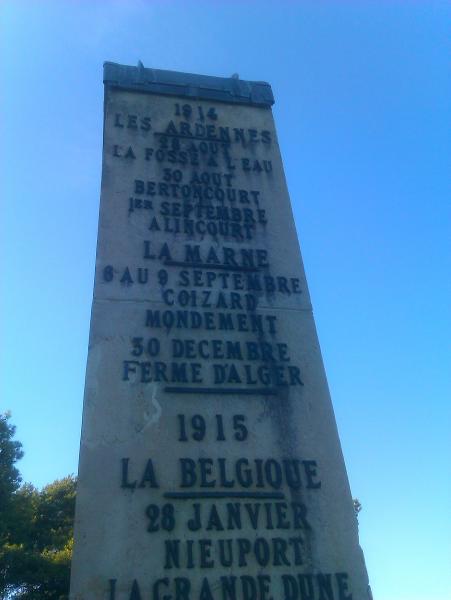 1914
LES ARDENNES
28 AOUT
LA FOSSE A L'EAU
30 AOUT
BERTONCOURT
1ER SEPTEMBRE
ALINCOURT
LA MARNE
6 AU 9 SEPTEMBRE
COIZARD
MONDEMENT
30 DECEMBRE
FERME D'ALGER
1915
LA BELGIQUE
28 JANVIER
NIEUPORT
LA GRANDE DUNE